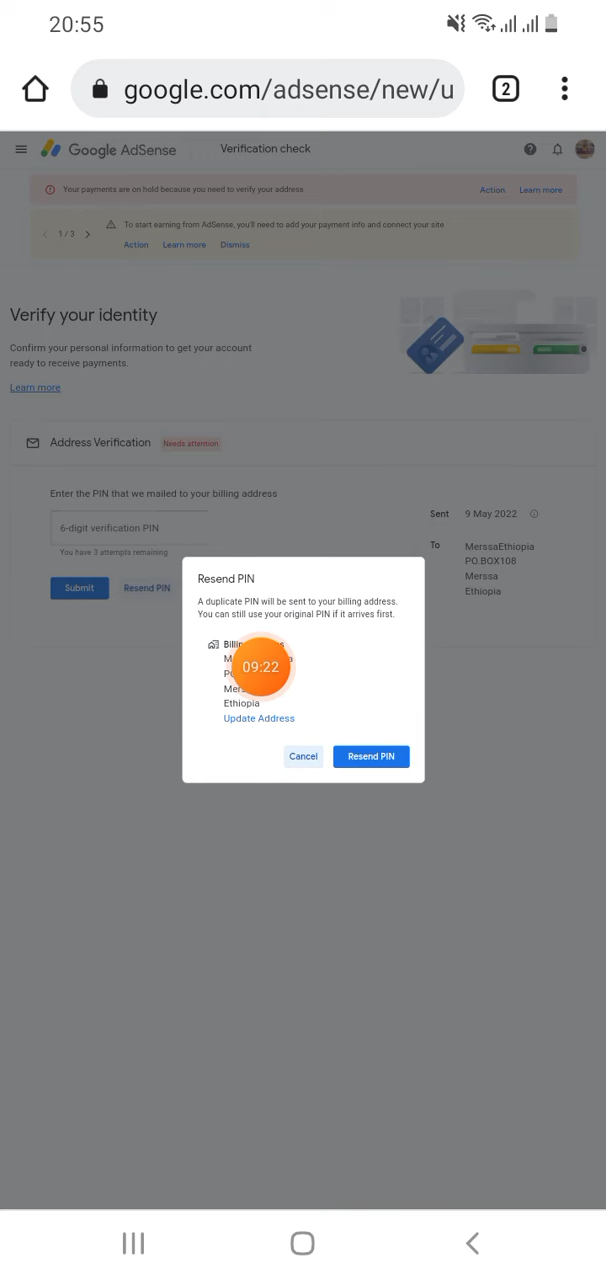 20:55
google.com/adsense/new/u
2
Google AdSense
Verification check
Your payments are on hold because you need to verify your address
Action
Learn more
1 / 3
To start earning from AdSense, you'll need to add your payment info and connect your site
Action
Learn more
Dismiss
Verify your identity
Confirm your personal information to get your account
ready to receive payments.
Learn more
Address Verification
Needs attention
Enter the PIN that we mailed to your billing address
6-digit verification PIN
You have 3 attempts remaining
Submit
Resend PIN
Sent
9 May 2022
To
MerssaEthiopia
PO.BOX108
Merssa
Ethiopia
Resend PIN
A duplicate PIN will be sent to your billing address.
You can still use your original PIN if it arrives first.
09:22
Ethiopia
Update Address
Cancel
Resend PIN